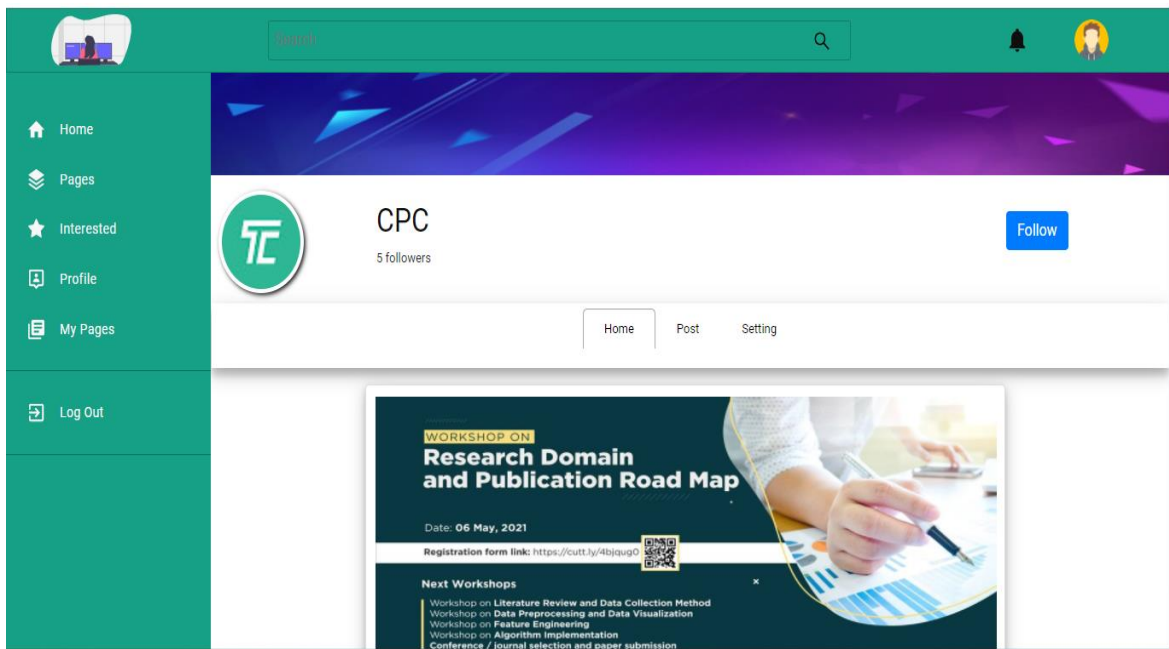 Search
Home
Pages
Interested
Profile
My Pages
Log Out
TC
CPC
5 followers
Follow
Home Post Setting
WORKSHOP ON
Research Domain
and Publication Road Map
Date: 06 May, 2021
Registration form link: https://cutt.ly/4bjqug0
Next Workshops
Workshop on Literature Review and Data Collection Method
Workshop on Data Preprocessing and Data Visualization
Workshop on Feature Engineering
Workshop on Algorithm Implementation
Conference / journal selection and paper submission